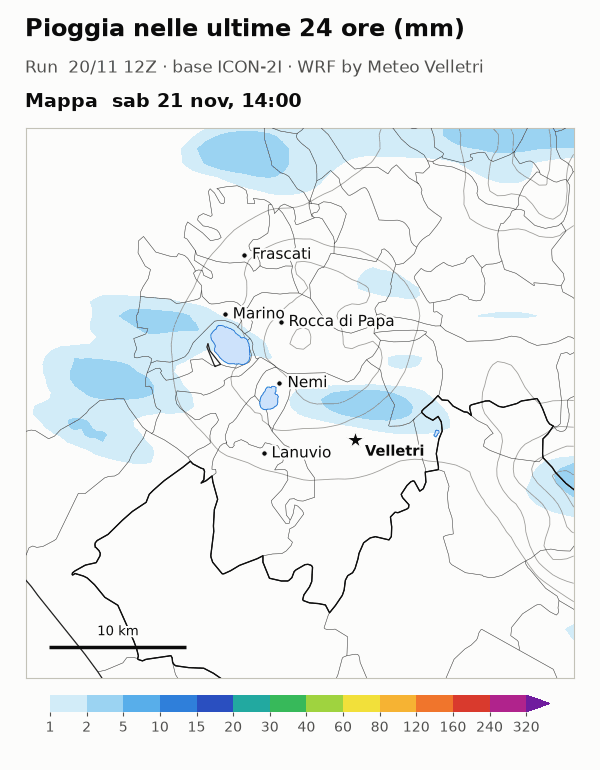 Pioggia nelle ultime 24 ore (mm)
Run  20/11 12Z · base ICON-2I · WRF by Meteo Velletri
Mappa  sab 21 nov, 14:00
Frascati
Marino
Rocca di Papa
Nemi
Lanuvio
Velletri
10 km
1 2 5 10 15 20 30 40 60 80 120 160 240 320